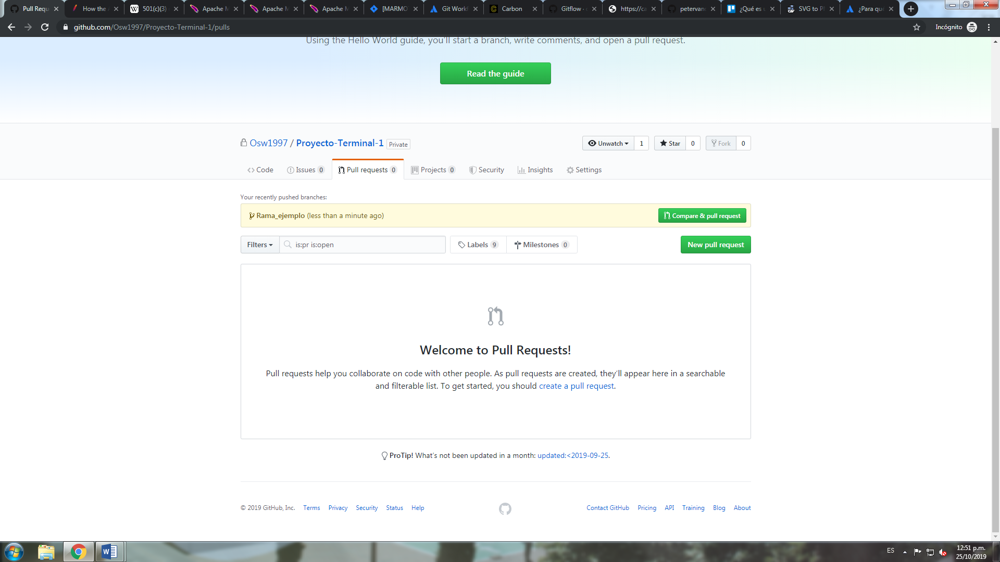 Pull Requ
How the
501(c)(3)
Apache M
Apache M
Apache M
[MARMO
Git Workf
Carbon
Gitflow ·
https://ca
petervan
¿Qué es u
SVG to P
¿Para qué
github.com/Osw1997/Proyecto-Terminal-1/pulls
Incógnito
Using the Hello World guide, you'll start a branch, write comments, and open a pull request.
Read the guide
Osw1997 / Proyecto-Terminal-1 Private
Unwatch 1 Star 0 Fork 0
Code Issues 0 Pull requests 0 Projects 0 Security Insights Settings
Your recently pushed branches:
Rama_ejemplo (less than a minute ago) Compare & pull request
Filters is:pr is:open Labels 9 Milestones 0 New pull request
Welcome to Pull Requests!
Pull requests help you collaborate on code with other people. As pull requests are created, they'll appear here in a searchable
and filterable list. To get started, you should create a pull request.
ProTip! What's not been updated in a month: updated:<2019-09-25.
© 2019 GitHub, Inc. Terms Privacy Security Status Help Contact GitHub Pricing API Training Blog About
ES
12:51 p.m.
25/10/2019